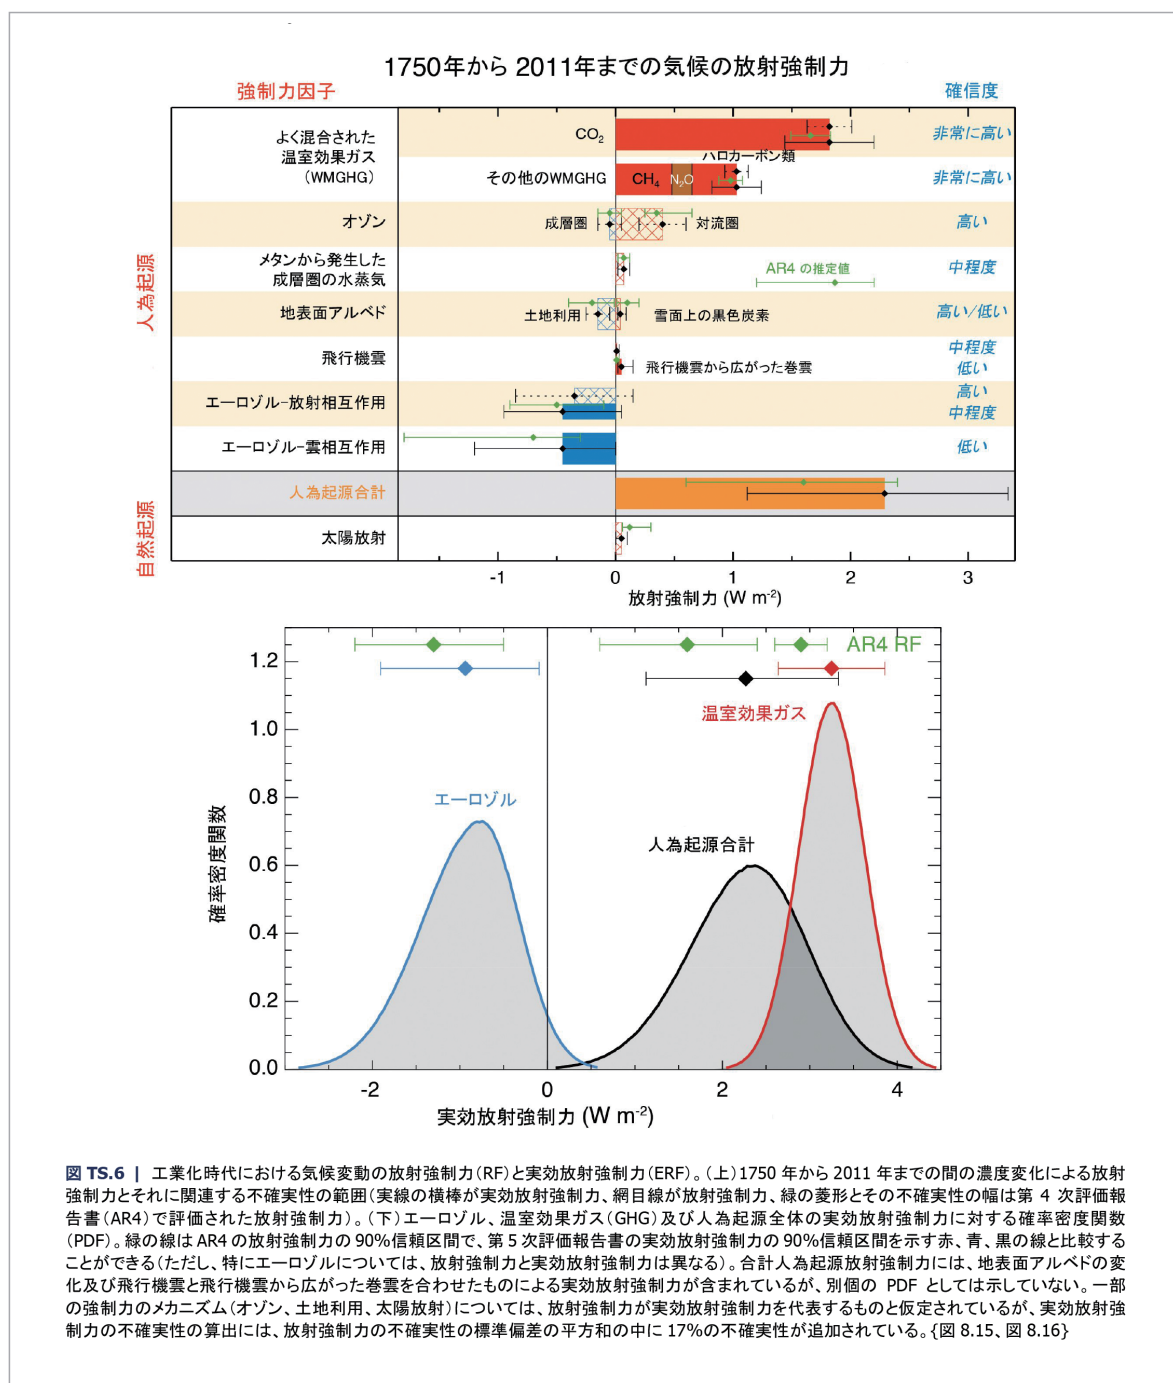 1750年から 2011年までの気候の放射強制力
強制力因子
確信度
人為起源
よく混合された
温室効果ガス
(WMGHG)
CO2
非常に高い
ハロカーボン類
その他のWMGHG
CH4
N2O
非常に高い
オゾン
成層圏
対流圏
高い
メタンから発生した
成層圏の水蒸気
AR4 の推定値
中程度
地表面アルベド
土地利用
雪面上の黒色炭素
高い/低い
飛行機雲
飛行機雲から広がった巻雲
中程度
低い
エーロゾル-放射相互作用
高い
中程度
エーロゾル-雲相互作用
低い
人為起源合計
自然起源
太陽放射
-1
0
1
2
3
放射強制力 (W m-2)
AR4 RF
温室効果ガス
エーロゾル
人為起源合計
確率密度関数
1.2
1.0
0.8
0.6
0.4
0.2
0.0
-2
0
2
4
実効放射強制力 (W m-2)
図 TS.6 | 工業化時代における気候変動の放射強制力(RF)と実効放射強制力(ERF)。(上)1750 年から 2011 年までの間の濃度変化による放射
強制力とそれに関連する不確実性の範囲(実線の横棒が実効放射強制力、網目線が放射強制力、緑の菱形とその不確実性の幅は第 4 次評価報
告書(AR4)で評価された放射強制力)。(下)エーロゾル、温室効果ガス(GHG)及び人為起源全体の実効放射強制力に対する確率密度関数
(PDF)。緑の線は AR4 の放射強制力の 90%信頼区間で、第 5 次評価報告書の実効放射強制力の 90%信頼区間を示す赤、青、黒の線と比較する
ことができる(ただし、特にエーロゾルについては、放射強制力と実効放射強制力は異なる)。合計人為起源放射強制力には、地表面アルベドの変
化及び飛行機雲と飛行機雲から広がった巻雲を合わせたものによる実効放射強制力が含まれているが、別個の PDF としては示していない。一部
の強制力のメカニズム(オゾン、土地利用、太陽放射)については、放射強制力が実効放射強制力を代表するものと仮定されているが、実効放射強
制力の不確実性の算出には、放射強制力の不確実性の標準偏差の平方和の中に 17%の不確実性が追加されている。{図 8.15、図 8.16}